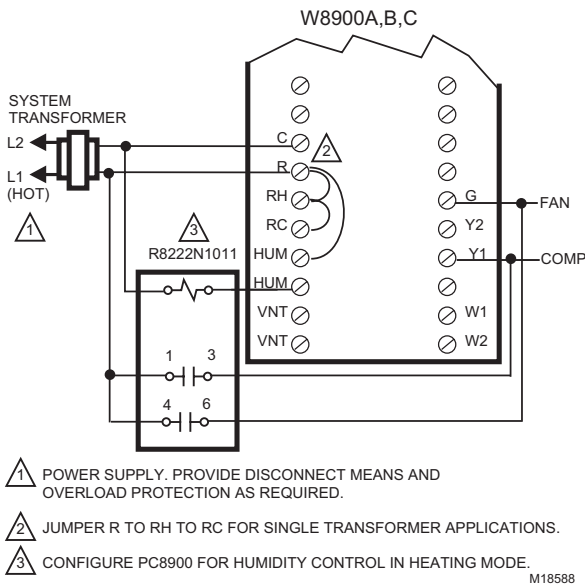 W8900A,B,C
SYSTEM
TRANSFORMER
L2
L1
(HOT)
1
C
R
2
RH
RC
HUM
HUM
VNT
VNT
G
FAN
Y2
Y1
COMP
W1
W2
3
R8222N1011
1 3
4 6
1 POWER SUPPLY. PROVIDE DISCONNECT MEANS AND
OVERLOAD PROTECTION AS REQUIRED.
2 JUMPER R TO RH TO RC FOR SINGLE TRANSFORMER APPLICATIONS.
3 CONFIGURE PC8900 FOR HUMIDITY CONTROL IN HEATING MODE.